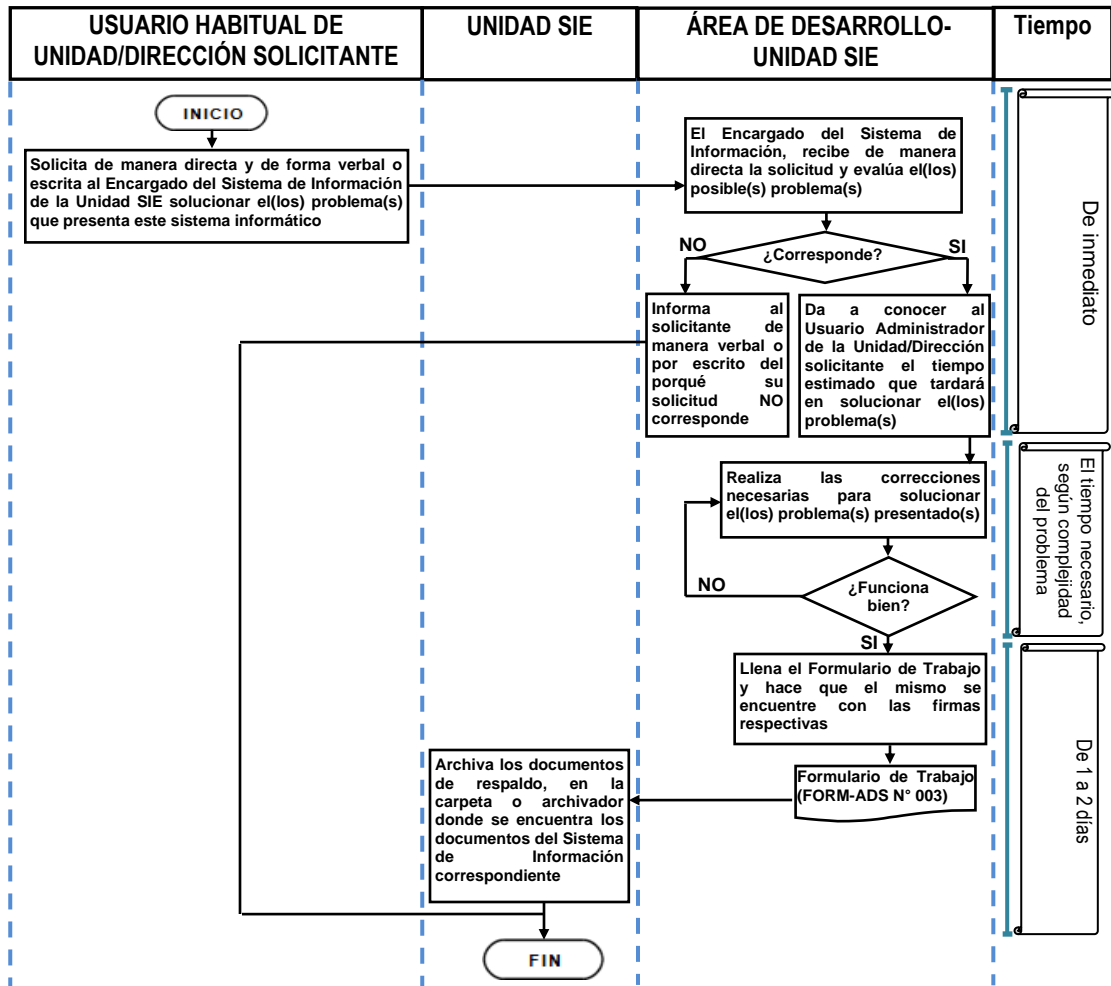 USUARIO HABITUAL DE
UNIDAD/DIRECCIÓN SOLICITANTE
UNIDAD SIE
ÁREA DE DESARROLLO-
UNIDAD SIE
Tiempo
INICIO
Solicita de manera directa y de forma verbal o
escrita al Encargado del Sistema de Información
de la Unidad SIE solucionar el(los) problema(s)
que presenta este sistema informático
El Encargado del Sistema de
Información, recibe de manera
directa la solicitud y evalúa el(los)
posible(s) problema(s)
¿Corresponde?
NO
SI
Informa al
solicitante de
manera verbal o
por escrito del
porqué su
solicitud NO
corresponde
Da a conocer al
Usuario Administrador
de la Unidad/Dirección
solicitante el tiempo
estimado que tardará
en solucionar el(los)
problema(s)
De inmediato
Realiza las correcciones
necesarias para solucionar
el(los) problema(s) presentado(s)
¿Funciona
bien?
NO
SI
El tiempo necesario,
según complejidad
del problema
Llena el Formulario de Trabajo
y hace que el mismo se
encuentre con las firmas
respectivas
Formulario de Trabajo
(FORM-ADS N° 003)
Archiva los documentos
de respaldo, en la
carpeta o archivador
donde se encuentra los
documentos del Sistema
de Información
correspondiente
De 1 a 2 días
FIN